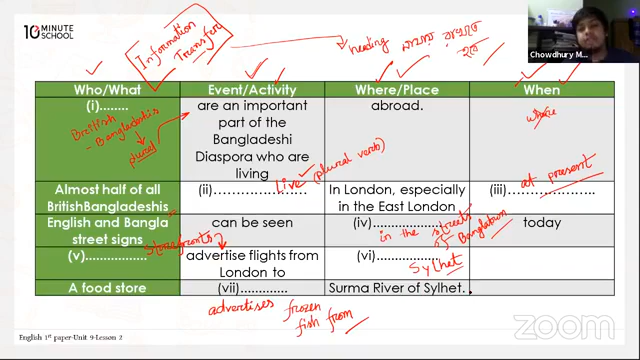 10 MINUTE
SCHOOL
Information
Transfer
heading
Chowdhury M...
Who/What Event/Activity Where/Place When
(i)........ are an important abroad.
part of the
Bangladeshi
Diaspora who are
living
British
- Bangladeshis
plural
where
Live (plural verb)
at present
Almost half of all (ii)..................... In London, especially (iii).....................
BritishBangladeshis in the East London
English and Bangla can be seen (iv)..................... today
street signs
in the streets
of Banglatown
Storefronts
(v)................. advertise flights from (vi).....................
London to
Sylhet
A food store (vii)............ Surma River of Sylhet.
advertises frozen
fish from
English 1st paper-Unit 9-Lesson 2
zoom